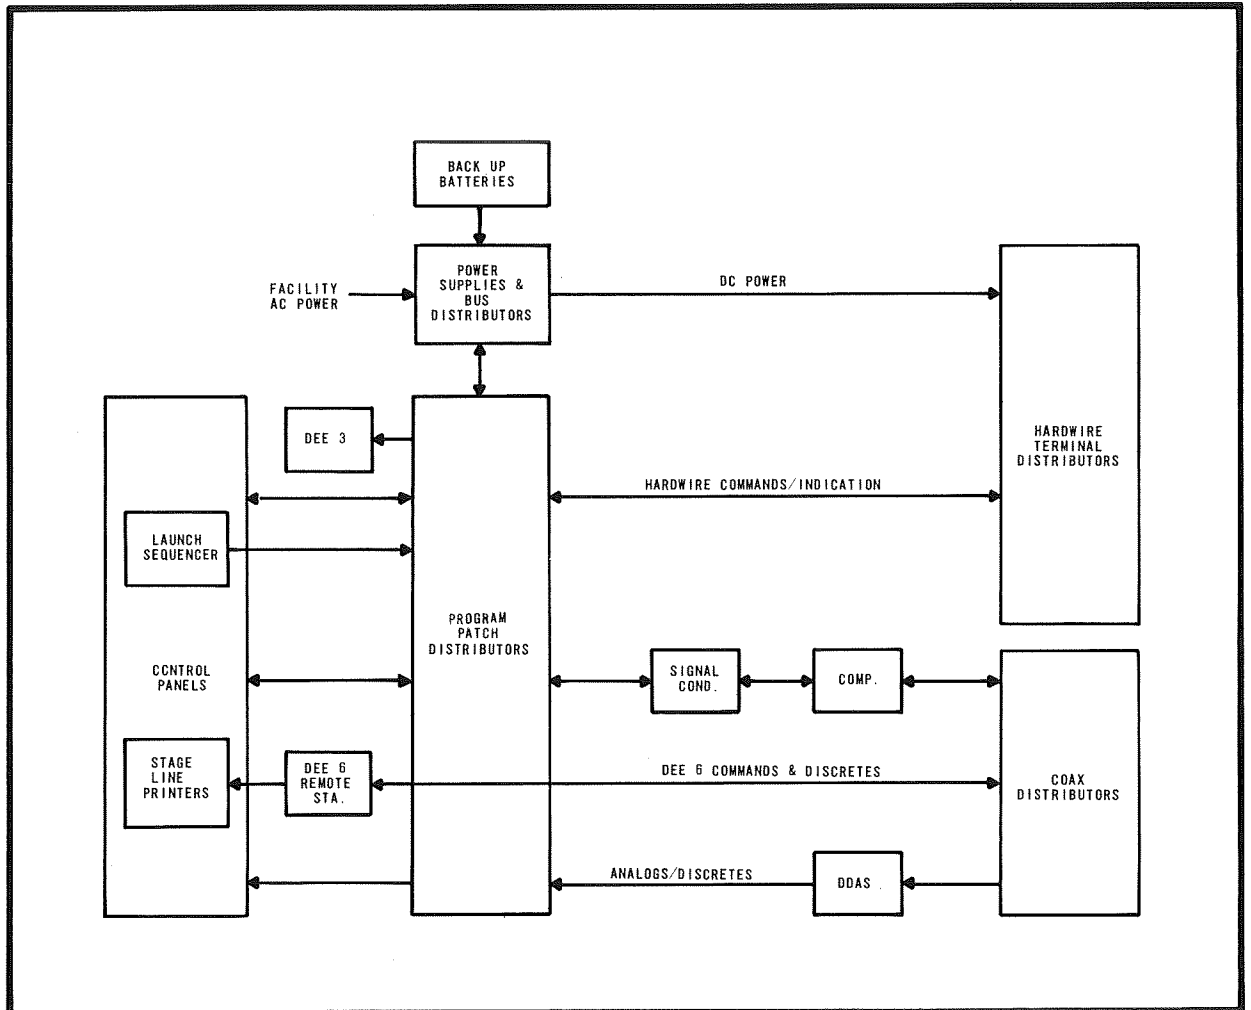 BACK UP
BATTERIES
POWER
SUPPLIES &
BUS
DISTRIBUTORS
FACILITY
AC POWER
DC POWER
HARDWIRE
TERMINAL
DISTRIBUTORS
DEE 3
HARDWIRE COMMANDS/INDICATION
LAUNCH
SEQUENCER
PROGRAM
PATCH
DISTRIBUTORS
CONTROL
PANELS
SIGNAL
COND.
COMP.
STAGE
LINE
PRINTERS
DEE 6
REMOTE
STA.
DEE 6 COMMANDS & DISCRETES
COAX
DISTRIBUTORS
ANALOGS/DISCRETES
DDAS